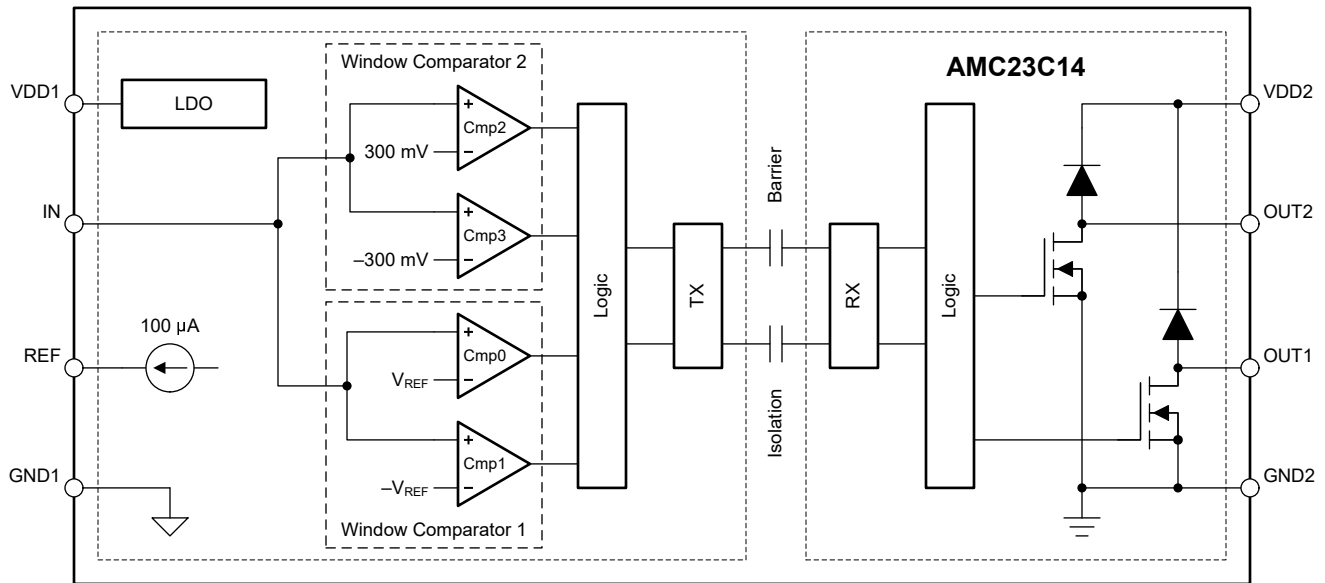 Window Comparator 2
AMC23C14
VDD1
LDO
VDD2
+
Cmp2
300 mV
–
Barrier
IN
OUT2
+
Cmp3
–300 mV
–
Logic
TX
RX
Logic
100 µA
REF
+
Cmp0
VREF
–
OUT1
Isolation
+
Cmp1
–VREF
–
GND1
GND2
Window Comparator 1